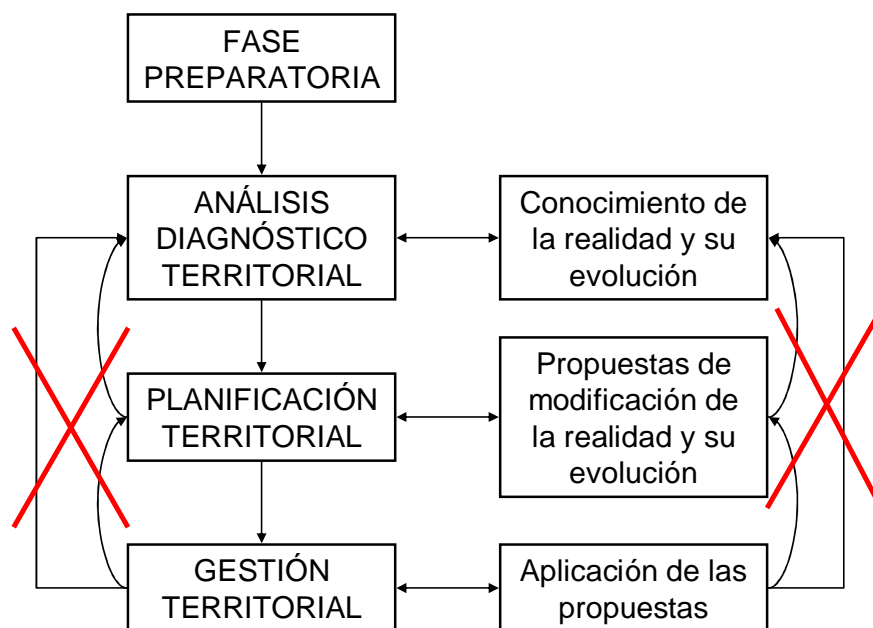 FASE
PREPARATORIA
ANÁLISIS
DIAGNÓSTICO
TERRITORIAL
Conocimiento de
la realidad y su
evolución
PLANIFICACIÓN
TERRITORIAL
Propuestas de
modificación de
la realidad y su
evolución
GESTIÓN
TERRITORIAL
Aplicación de las
propuestas